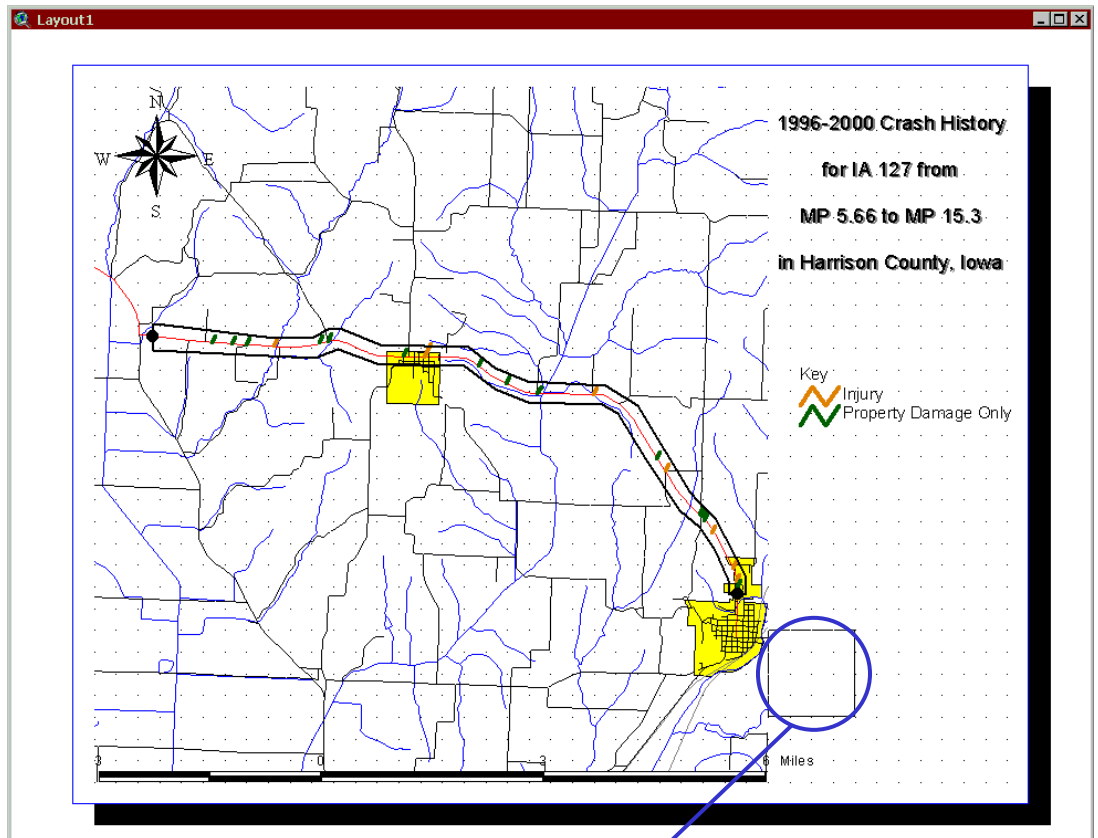 Layout1
N
W E
S
1996-2000 Crash History
for IA 127 from
MP 5.66 to MP 15.3
in Harrison County, Iowa
Key
Injury
Property Damage Only
3 0 3 6 Miles